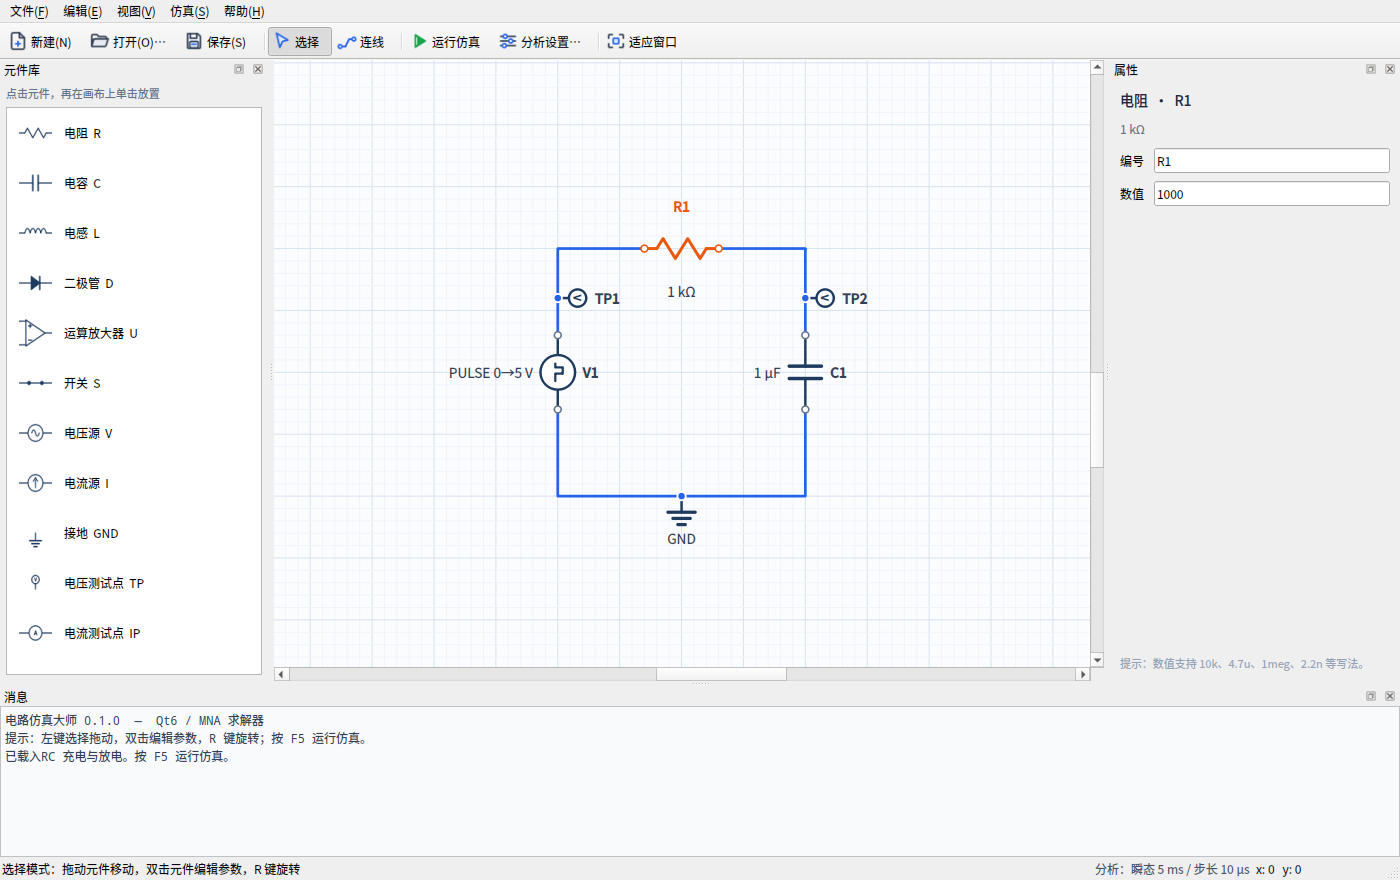 文件(F) 编辑(E) 视图(V) 仿真(S) 帮助(H)
新建(N) 打开(O)… 保存(S) 选择 连线 运行仿真 分析设置… 适应窗口
元件库
点击元件，再在画布上单击放置
电阻 R
电容 C
电感 L
二极管 D
运算放大器 U
开关 S
电压源 V
电流源 I
接地 GND
电压测试点 TP
电流测试点 IP
R1
1 kΩ
TP1
TP2
PULSE 0→5 V
V1
1 µF
C1
GND
属性
电阻 · R1
1 kΩ
编号 R1
数值 1000
提示：数值支持 10k、4.7u、1meg、2.2n 等写法。
消息
电路仿真大师 0.1.0 — Qt6 / MNA 求解器
提示：左键选择拖动，双击编辑参数，R 键旋转；按 F5 运行仿真。
已载入RC 充电与放电。按 F5 运行仿真。
选择模式：拖动元件移动，双击元件编辑参数，R 键旋转
分析：瞬态 5 ms / 步长 10 µs x: 0 y: 0